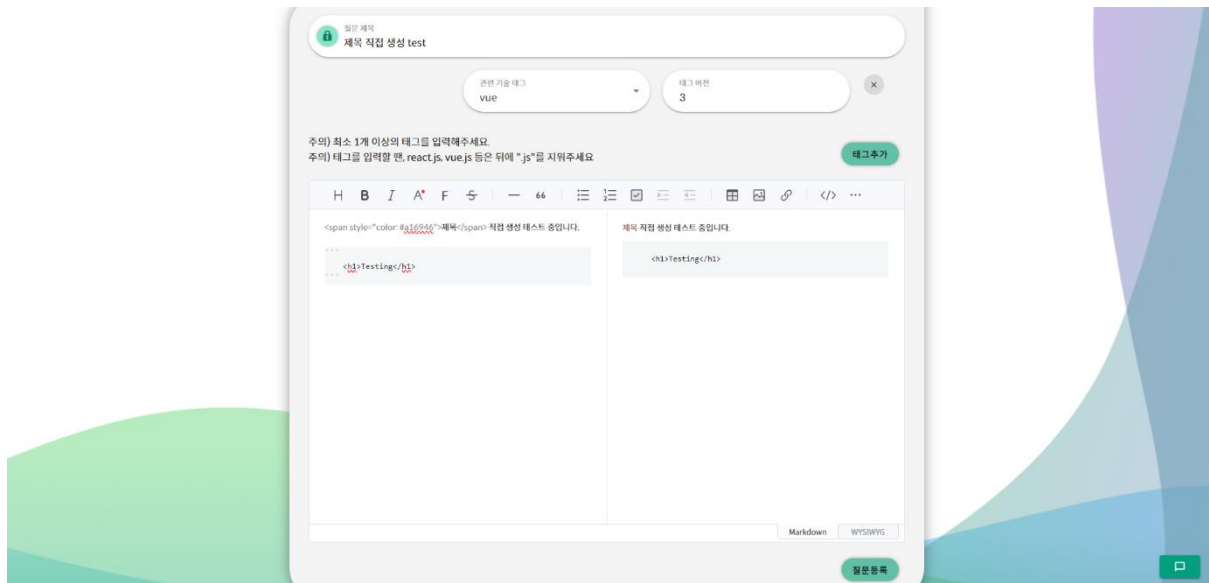 질문 제목
제목 직접 생성 test
관련 기술 태그
vue
태그 버전
3
주의) 최소 1개 이상의 태그를 입력해주세요.
주의) 태그를 입력할 땐, react.js, vue.js 등은 뒤에 ".js"를 지워주세요
태그추가
H B I A F S — 66 </> ···
<span style="color: #a16946">제목</span> 직접 생성 테스트 중입니다.
```
<h1>Testing</h1>
```
제목 직접 생성 테스트 중입니다.
<h1>Testing</h1>
Markdown WYSIWYG
질문등록